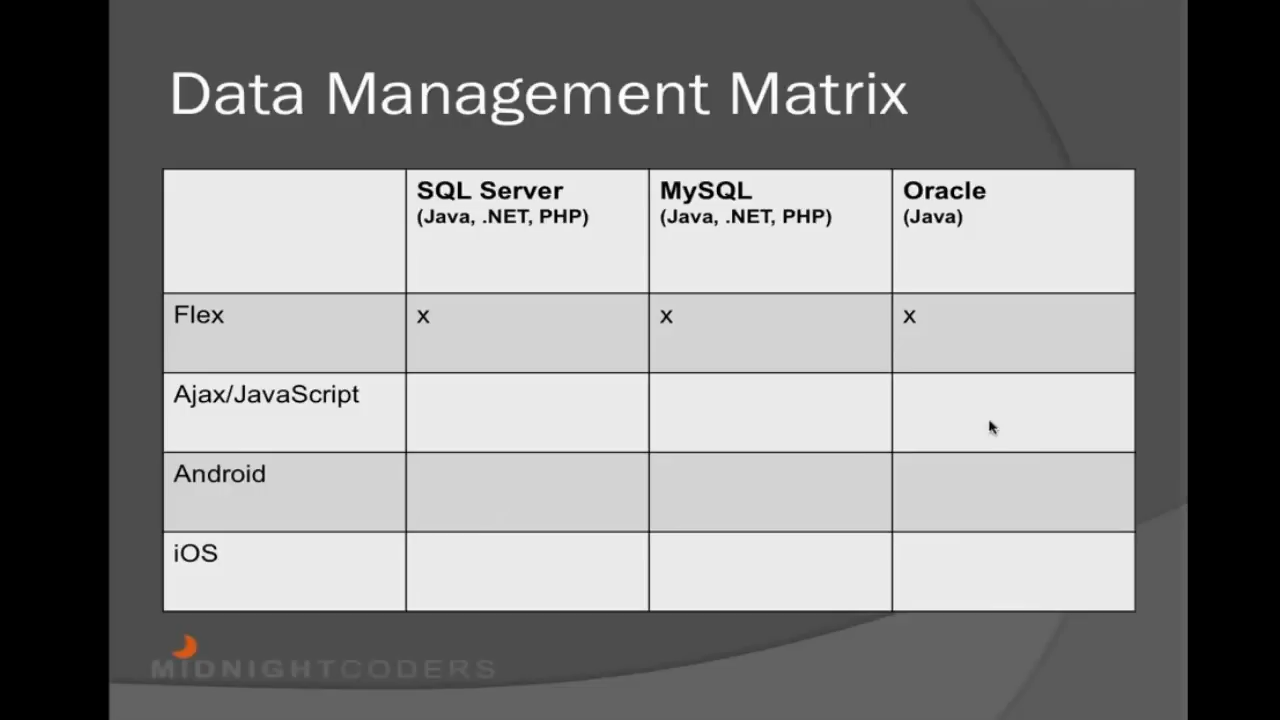 Data Management Matrix
SQL Server MySQL Oracle
(Java, .NET, PHP) (Java, .NET, PHP) (Java)
Flex x x x
Ajax/JavaScript
Android
iOS
MIDNIGHTCODERS